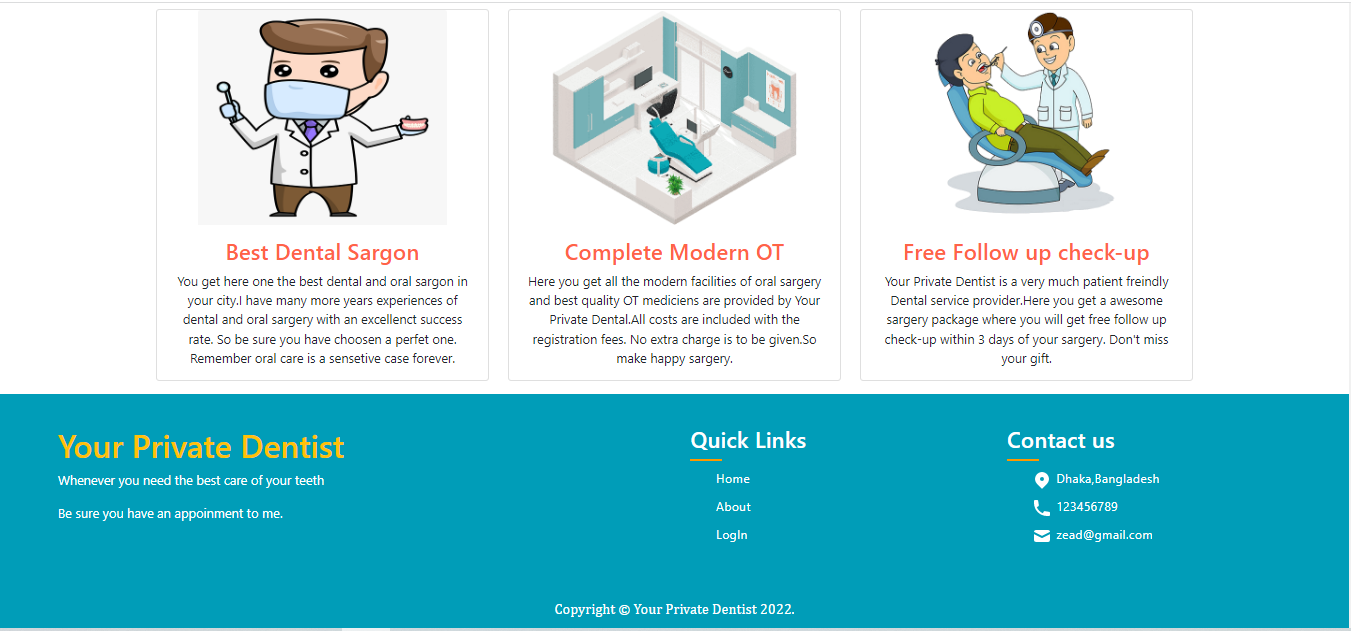 Best Dental Sargon
You get here one the best dental and oral sargon in
your city.I have many more years experiences of
dental and oral sargery with an excellenct success
rate. So be sure you have choosen a perfet one.
Remember oral care is a sensetive case forever.
Complete Modern OT
Here you get all the modern facilities of oral sargery
and best quality OT mediciens are provided by Your
Private Dental.All costs are included with the
registration fees. No extra charge is to be given.So
make happy sargery.
Free Follow up check-up
Your Private Dentist is a very much patient freindly
Dental service provider.Here you get a awesome
sargery package where you will get free follow up
check-up within 3 days of your sargery. Don't miss
your gift.
Your Private Dentist
Whenever you need the best care of your teeth
Be sure you have an appoinment to me.
Quick Links
Home
About
LogIn
Contact us
Dhaka,Bangladesh
123456789
zead@gmail.com
Copyright © Your Private Dentist 2022.